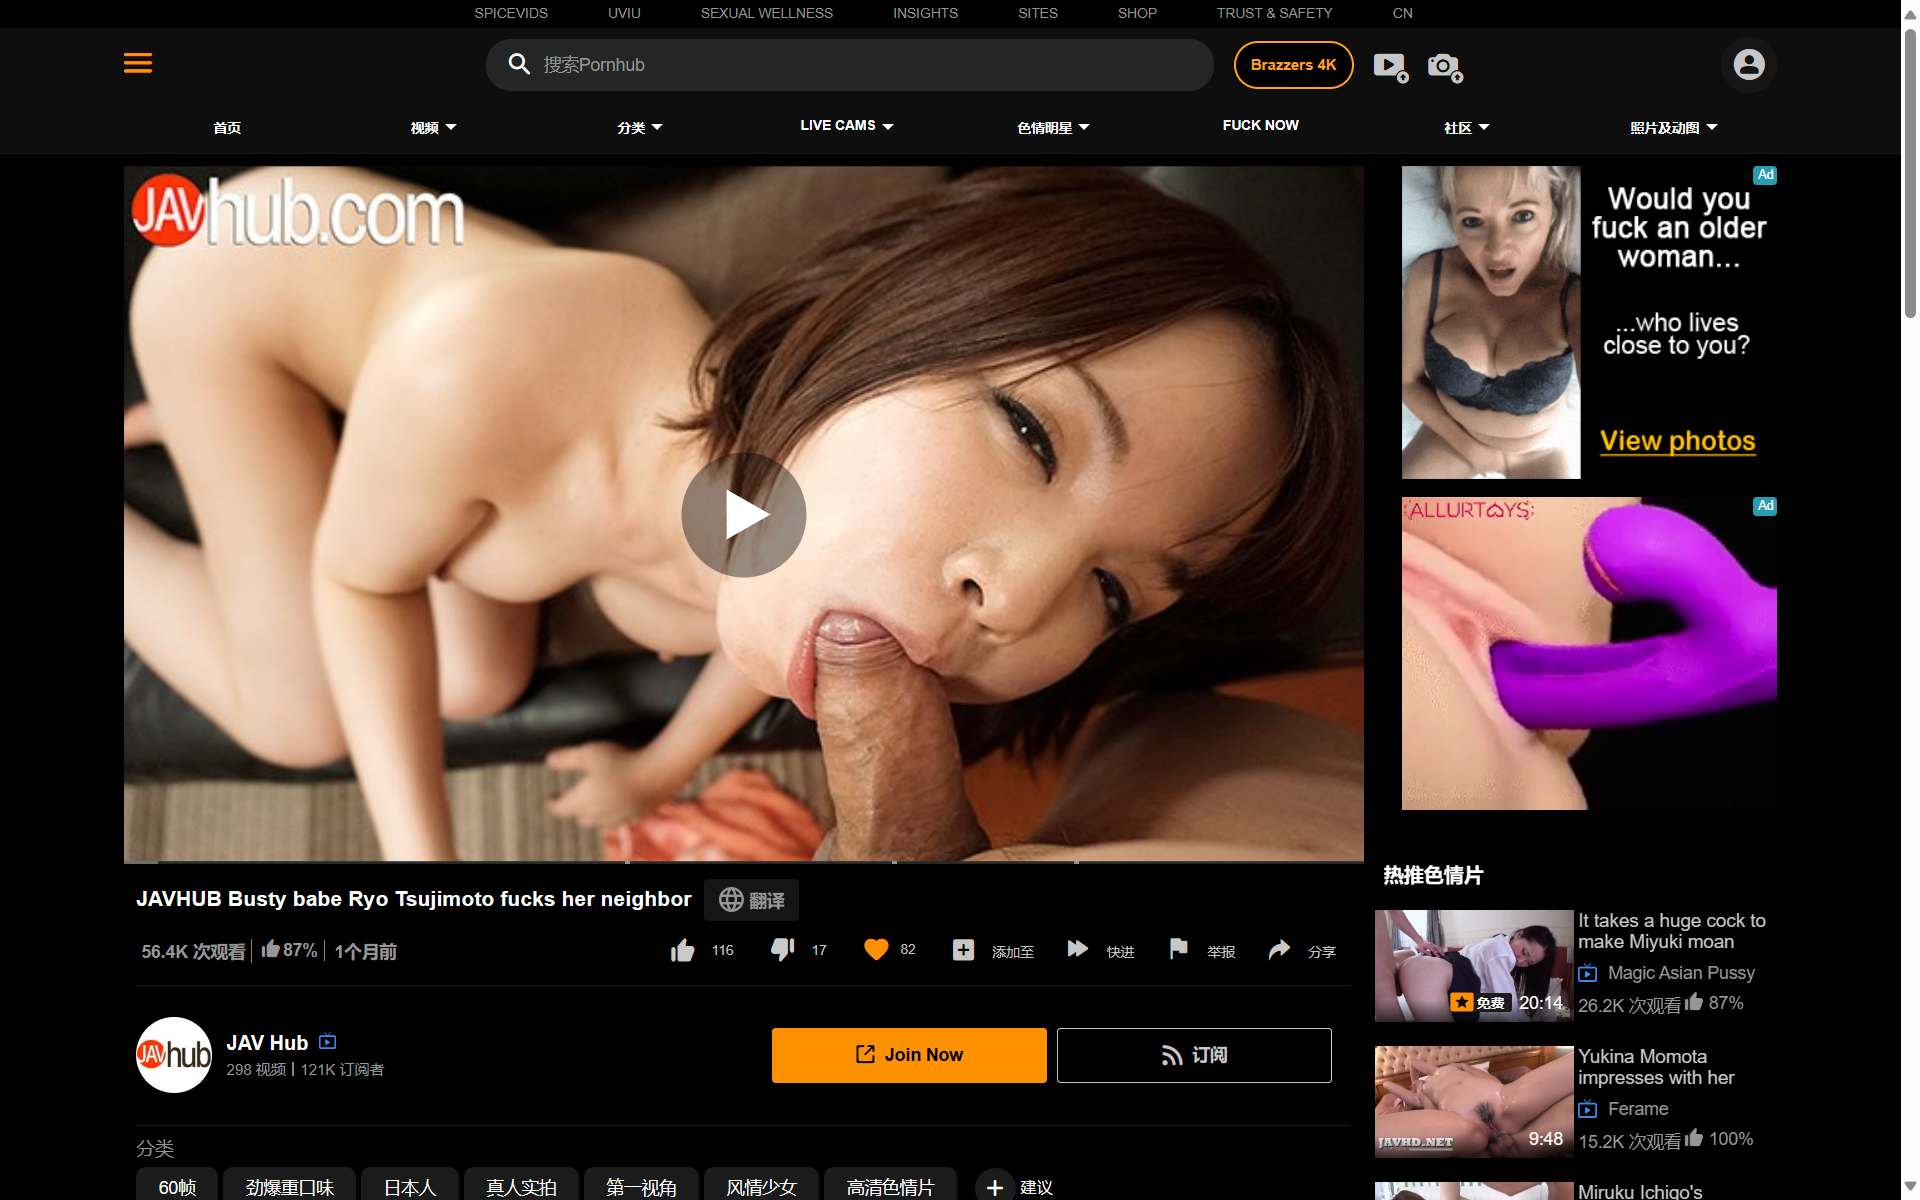 SPICEVIDS UVIU SEXUAL WELLNESS INSIGHTS SITES SHOP TRUST & SAFETY CN
搜索Pornhub
Brazzers 4K
首页 视频 分类 LIVE CAMS 色情明星 FUCK NOW 社区 照片及动图
JAVhub.com
Ad
Would you
fuck an older
woman...
...who lives
close to you?
View photos
Ad
ALLURTOYS
JAVHUB Busty babe Ryo Tsujimoto fucks her neighbor
翻译
56.4K 次观看 87% 1个月前
116 17 82 添加至 快进 举报 分享
JAVhub
JAV Hub
298 视频 121K 订阅者
Join Now
订阅
分类
60帧 劲爆重口味 日本人 真人实拍 第一视角 风情少女 高清色情片 建议
热推色情片
免费 20:14
It takes a huge cock to
make Miyuki moan
Magic Asian Pussy
26.2K 次观看 87%
JAVHD.NET 9:48
Yukina Momota
impresses with her
Ferame
15.2K 次观看 100%
Miruku Ichigo's